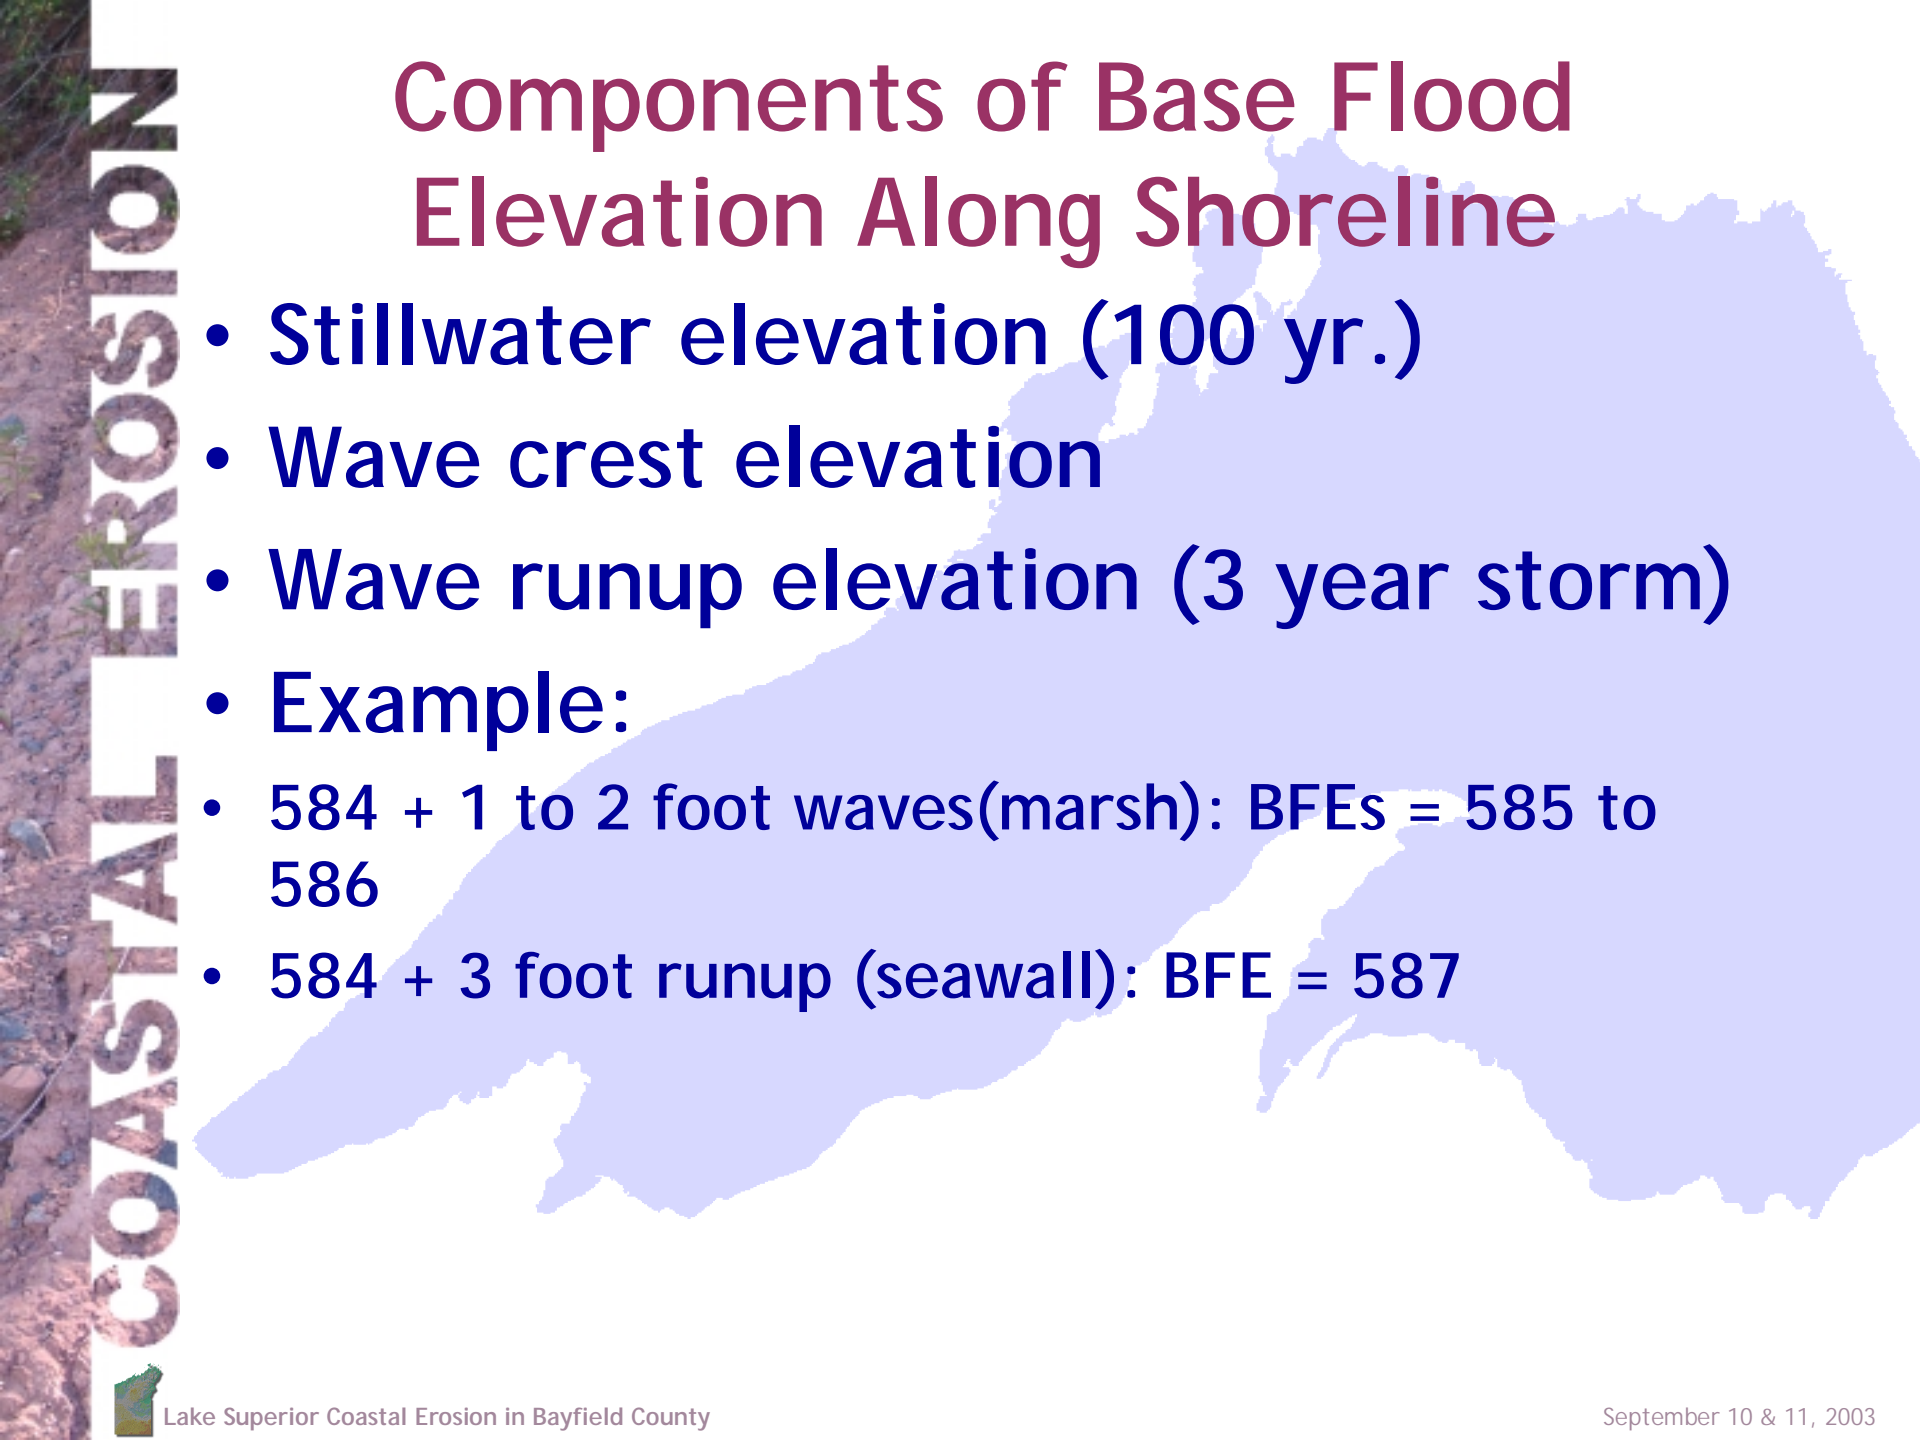 Components of Base Flood
Elevation Along Shoreline
• Stillwater elevation (100 yr.)
• Wave crest elevation
• Wave runup elevation (3 year storm)
• Example:
• 584 + 1 to 2 foot waves(marsh): BFEs = 585 to
586
• 584 + 3 foot runup (seawall): BFE = 587
COASTAL EROSION
Lake Superior Coastal Erosion in Bayfield County
September 10 & 11, 2003